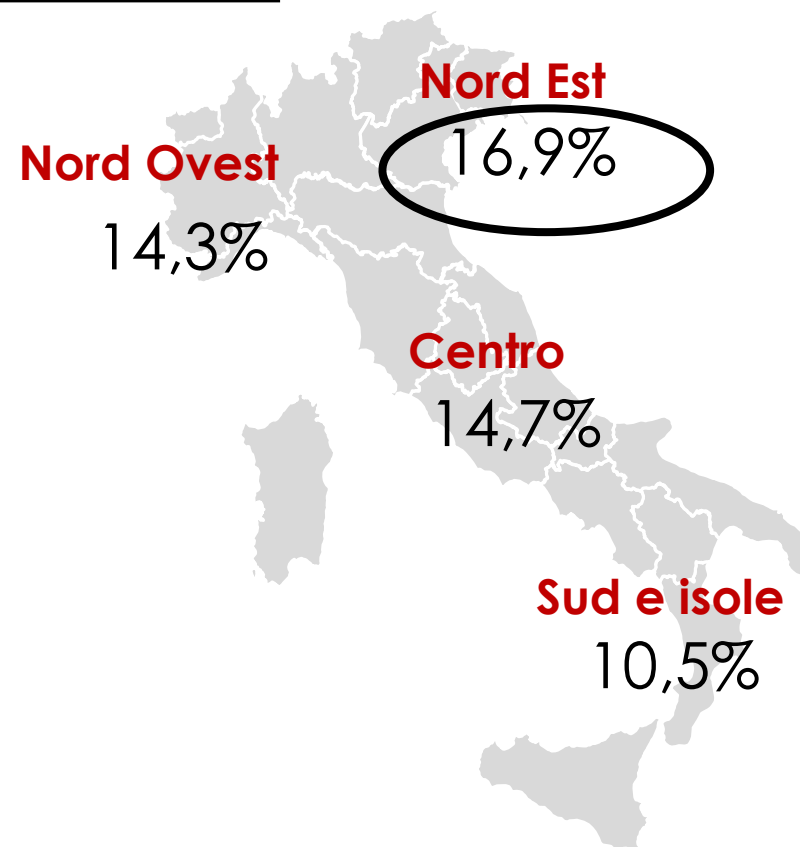 Nord Est
16,9%
Nord Ovest
14,3%
Centro
14,7%
Sud e isole
10,5%